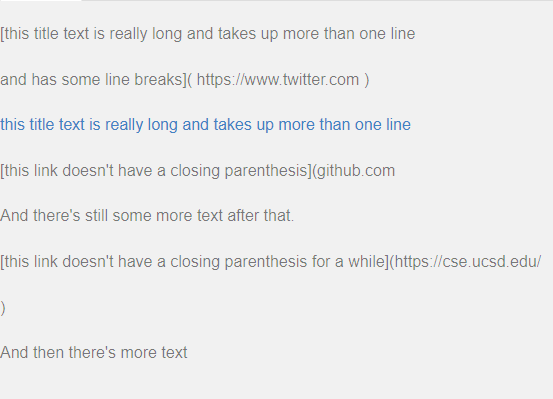 [this title text is really long and takes up more than one line
and has some line breaks]( https://www.twitter.com )
this title text is really long and takes up more than one line
[this link doesn't have a closing parenthesis](github.com
And there's still some more text after that.
[this link doesn't have a closing parenthesis for a while](https://cse.ucsd.edu/
)
And then there's more text